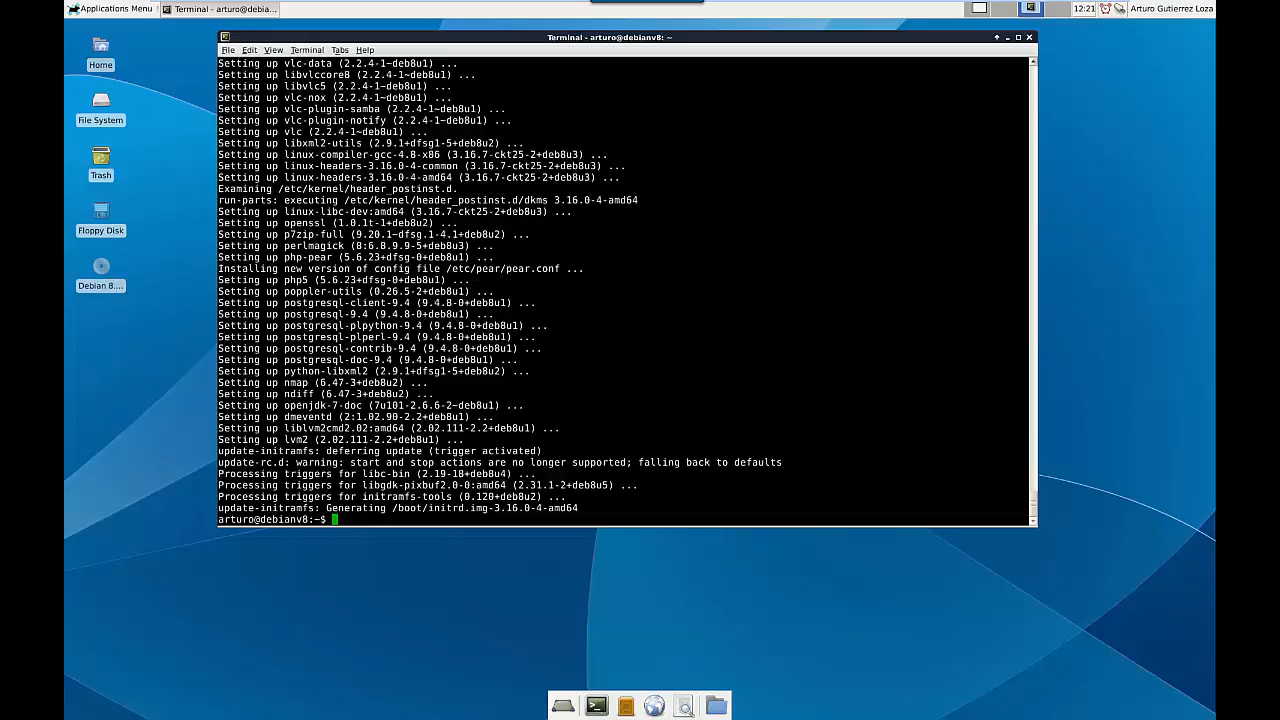 Applications Menu
Terminal - arturo@debia...
12:21
Arturo Gutierrez Loza
Terminal - arturo@debianv8: ~
File Edit View Terminal Tabs Help
Home
File System
Trash
Floppy Disk
Debian 8....
Setting up vlc-data (2.2.4-1~deb8u1) ...
Setting up libvlccore8 (2.2.4-1~deb8u1) ...
Setting up libvlc5 (2.2.4-1~deb8u1) ...
Setting up vlc-nox (2.2.4-1~deb8u1) ...
Setting up vlc-plugin-samba (2.2.4-1~deb8u1) ...
Setting up vlc-plugin-notify (2.2.4-1~deb8u1) ...
Setting up vlc (2.2.4-1~deb8u1) ...
Setting up libxml2-utils (2.9.1+dfsg1-5+deb8u2) ...
Setting up linux-compiler-gcc-4.8-x86 (3.16.7-ckt25-2+deb8u3) ...
Setting up linux-headers-3.16.0-4-common (3.16.7-ckt25-2+deb8u3) ...
Setting up linux-headers-3.16.0-4-amd64 (3.16.7-ckt25-2+deb8u3) ...
Examining /etc/kernel/header_postinst.d.
run-parts: executing /etc/kernel/header_postinst.d/dkms 3.16.0-4-amd64
Setting up linux-libc-dev:amd64 (3.16.7-ckt25-2+deb8u3) ...
Setting up openssl (1.0.1t-1+deb8u2) ...
Setting up p7zip-full (9.20.1~dfsg.1-4.1+deb8u2) ...
Setting up perlmagick (8:6.8.9.9-5+deb8u3) ...
Setting up php-pear (5.6.23+dfsg-0+deb8u1) ...
Installing new version of config file /etc/pear/pear.conf ...
Setting up php5 (5.6.23+dfsg-0+deb8u1) ...
Setting up poppler-utils (0.26.5-2+deb8u1) ...
Setting up postgresql-client-9.4 (9.4.8-0+deb8u1) ...
Setting up postgresql-9.4 (9.4.8-0+deb8u1) ...
Setting up postgresql-plpython-9.4 (9.4.8-0+deb8u1) ...
Setting up postgresql-plperl-9.4 (9.4.8-0+deb8u1) ...
Setting up postgresql-contrib-9.4 (9.4.8-0+deb8u1) ...
Setting up postgresql-doc-9.4 (9.4.8-0+deb8u1) ...
Setting up python-libxml2 (2.9.1+dfsg1-5+deb8u2) ...
Setting up nmap (6.47-3+deb8u2) ...
Setting up ndiff (6.47-3+deb8u2) ...
Setting up openjdk-7-doc (7u101-2.6.6-2~deb8u1) ...
Setting up dmeventd (2:1.02.90-2.2+deb8u1) ...
Setting up liblvm2cmd2.02:amd64 (2.02.111-2.2+deb8u1) ...
Setting up lvm2 (2.02.111-2.2+deb8u1) ...
update-initramfs: deferring update (trigger activated)
update-rc.d: warning: start and stop actions are no longer supported; falling back to defaults
Processing triggers for libc-bin (2.19-18+deb8u4) ...
Processing triggers for libgdk-pixbuf2.0-0:amd64 (2.31.1-2+deb8u5) ...
Processing triggers for initramfs-tools (0.120+deb8u2) ...
update-initramfs: Generating /boot/initrd.img-3.16.0-4-amd64
arturo@debianv8:~$